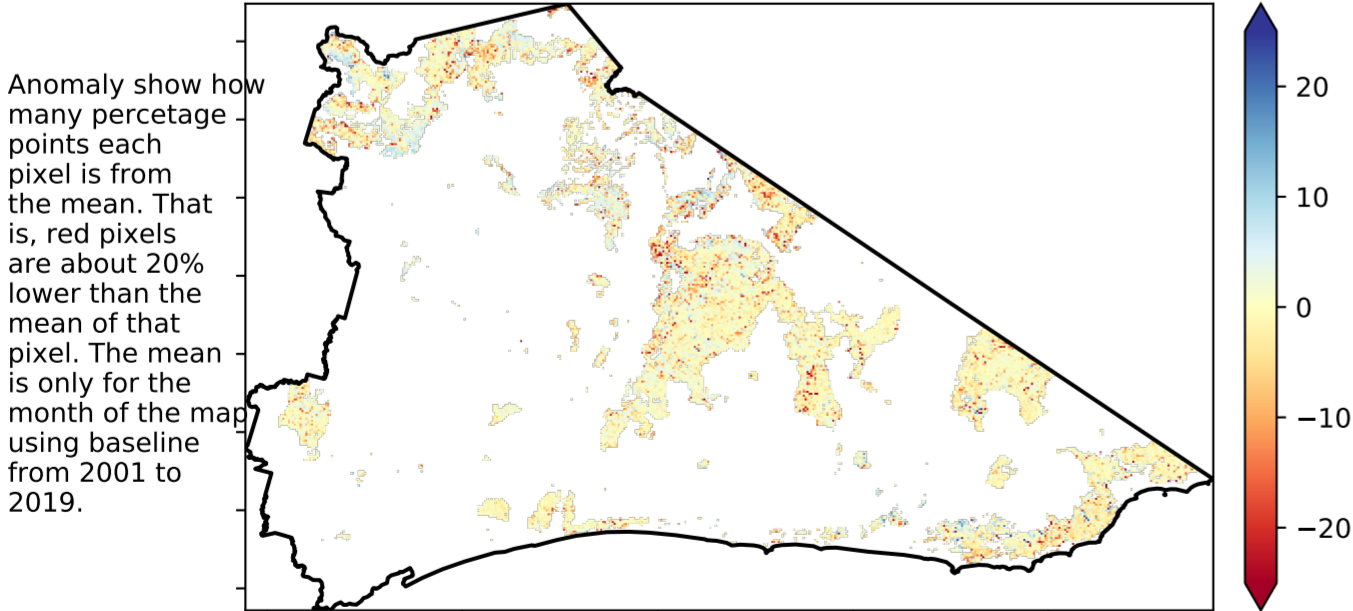 Anomaly show how
many percetage
points each
pixel is from
the mean. That
is, red pixels
are about 20%
lower than the
mean of that
pixel. The mean
is only for the
month of the map
using baseline
from 2001 to
2019.
20
10
0
−10
−20